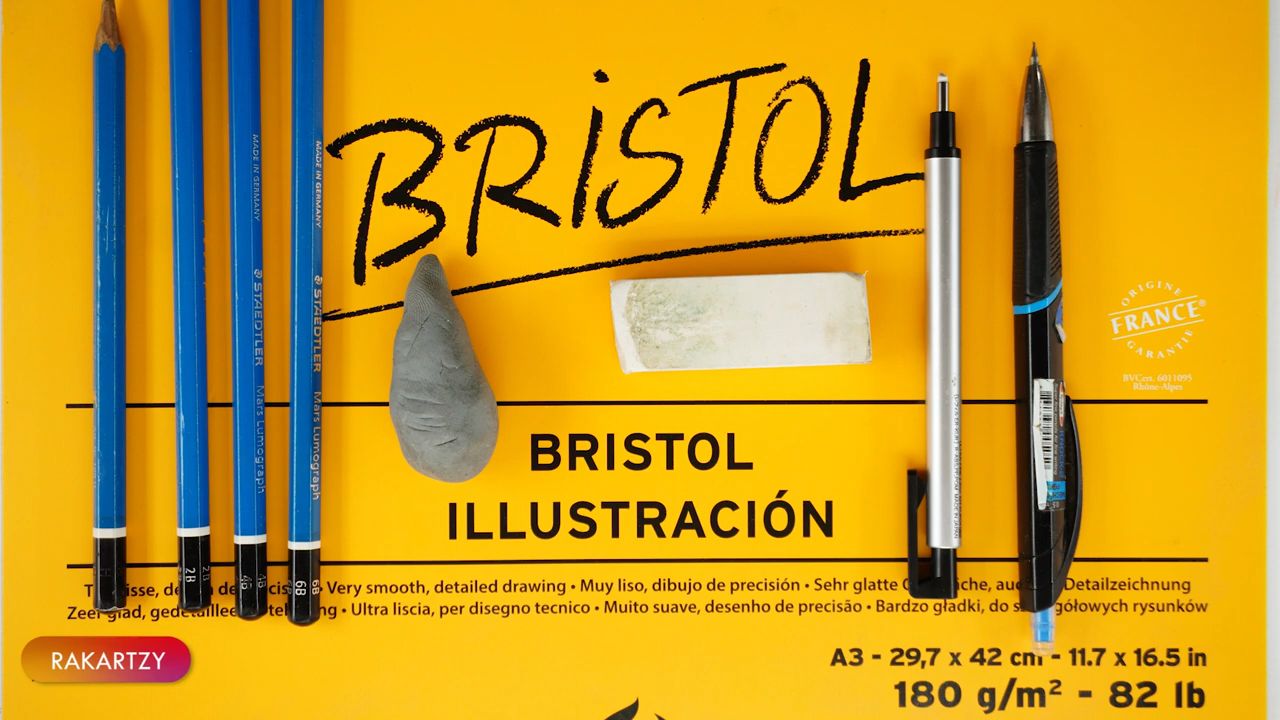 BRISTOL
MADE IN GERMANY
STAEDTLER Mars Lumograph
MADE IN GERMANY
STAEDTLER Mars Lumograph
ORIGINE
FRANCE®
GARANTIE
BVCert. 6011095
Rhône-Alpes
BRISTOL
ILLUSTRACIÓN
H
2B
2B
4B
4B
6B
6B
Very smooth, detailed drawing • Muy liso, dibujo de precisión • Sehr glatte Detailzeichnung
glad, • Ultra liscia, per disegno tecnico • Muito suave, desenho de precisão • Bardzo gładki, do rysunków
RAKARTZY
A3 - 29,7 x 42 cm - 11.7 x 16.5 in
180 g/m² - 82 lb